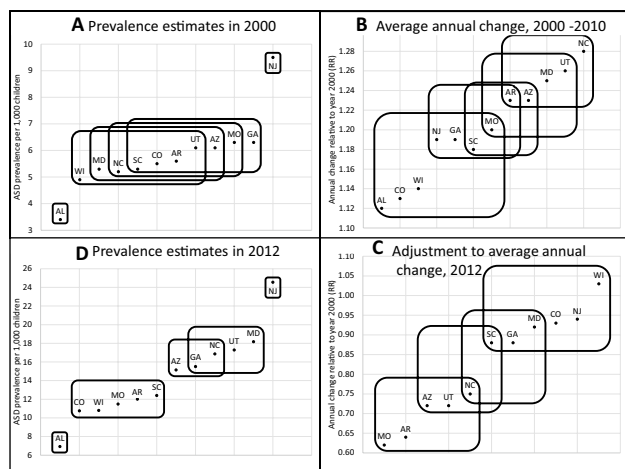 A Prevalence estimates in 2000
ASD prevalence per 1,000 children
10
9
8
7
6
5
4
3
AL
WI
MD
NC
SC
CO
AR
UT
AZ
MO
GA
NJ
B Average annual change, 2000 -2010
Annual change relative to year 2000 (RR)
1.28
1.26
1.24
1.22
1.20
1.18
1.16
1.14
1.12
1.10
AL
CO
WI
NJ
GA
SC
MO
AR
AZ
MD
UT
NC
D Prevalence estimates in 2012
ASD prevalence per 1,000 children
26
24
22
20
18
16
14
12
10
8
6
AL
CO
WI
MO
AR
SC
AZ
GA
NC
UT
MD
NJ
C Adjustment to average annual
change, 2012
Annual change relative to year 2000 (RR)
1.05
1.00
0.95
0.90
0.85
0.80
0.75
0.70
0.65
0.60
MO
AR
AZ
UT
NC
SC
GA
MD
CO
NJ
WI